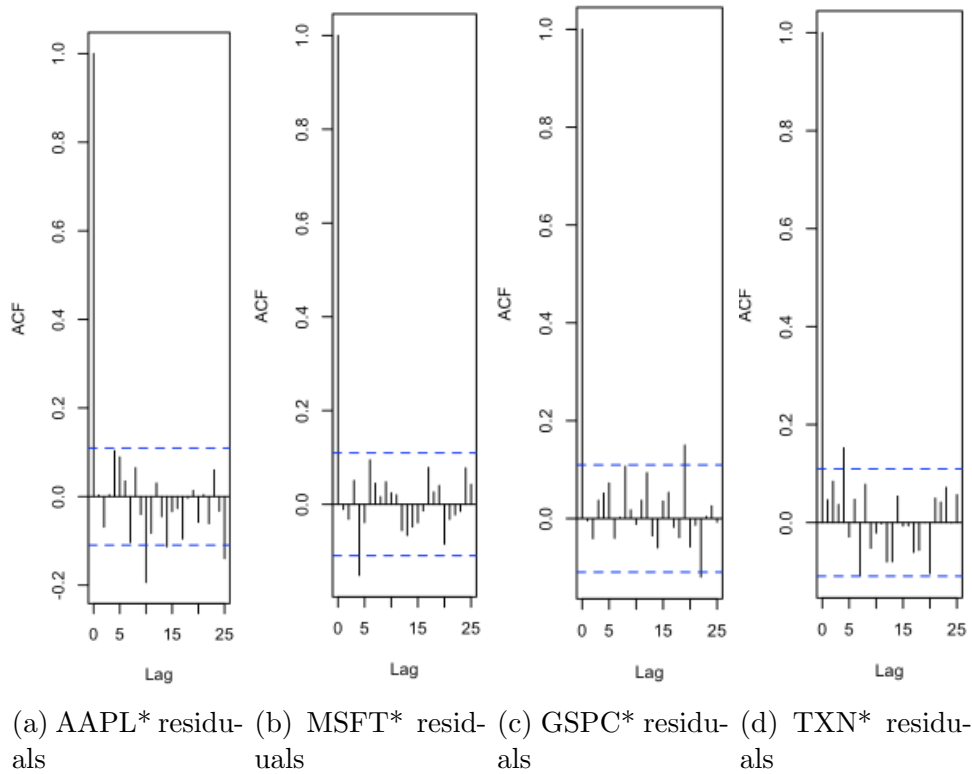 1.0
0.8
0.6
0.4
0.2
0.0
-0.2
ACF
0 5 15 25
Lag
1.0
0.8
0.6
0.4
0.2
0.0
ACF
0 5 15 25
Lag
1.0
0.8
0.6
0.4
0.2
0.0
ACF
0 5 15 25
Lag
1.0
0.8
0.6
0.4
0.2
0.0
ACF
0 5 15 25
Lag
(a) AAPL* residu-
als
(b) MSFT* resid-
uals
(c) GSPC* residu-
als
(d) TXN* residu-
als